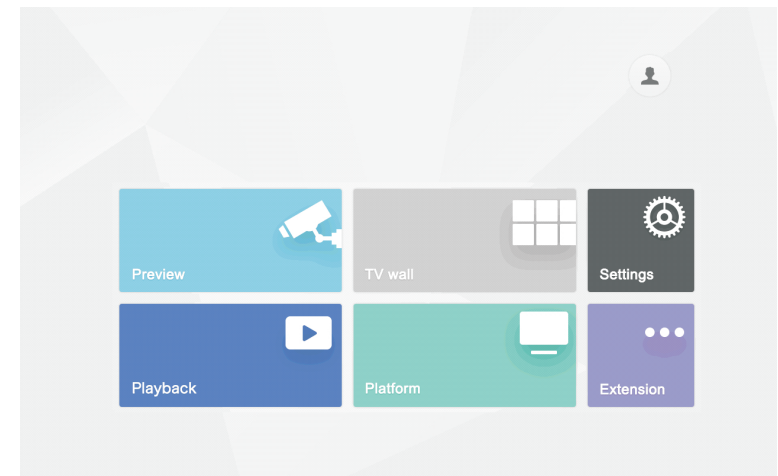 Preview
TV wall
Settings
Playback
Platform
Extension